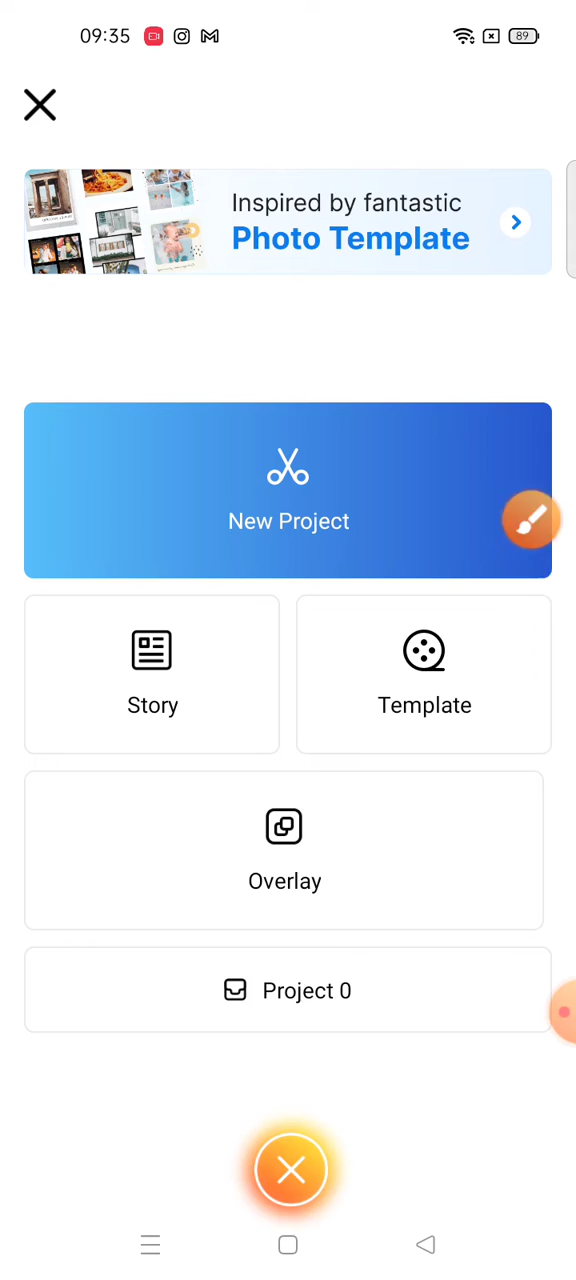 09:35
89
Inspired by fantastic
Photo Template
New Project
Story
Template
Overlay
Project 0